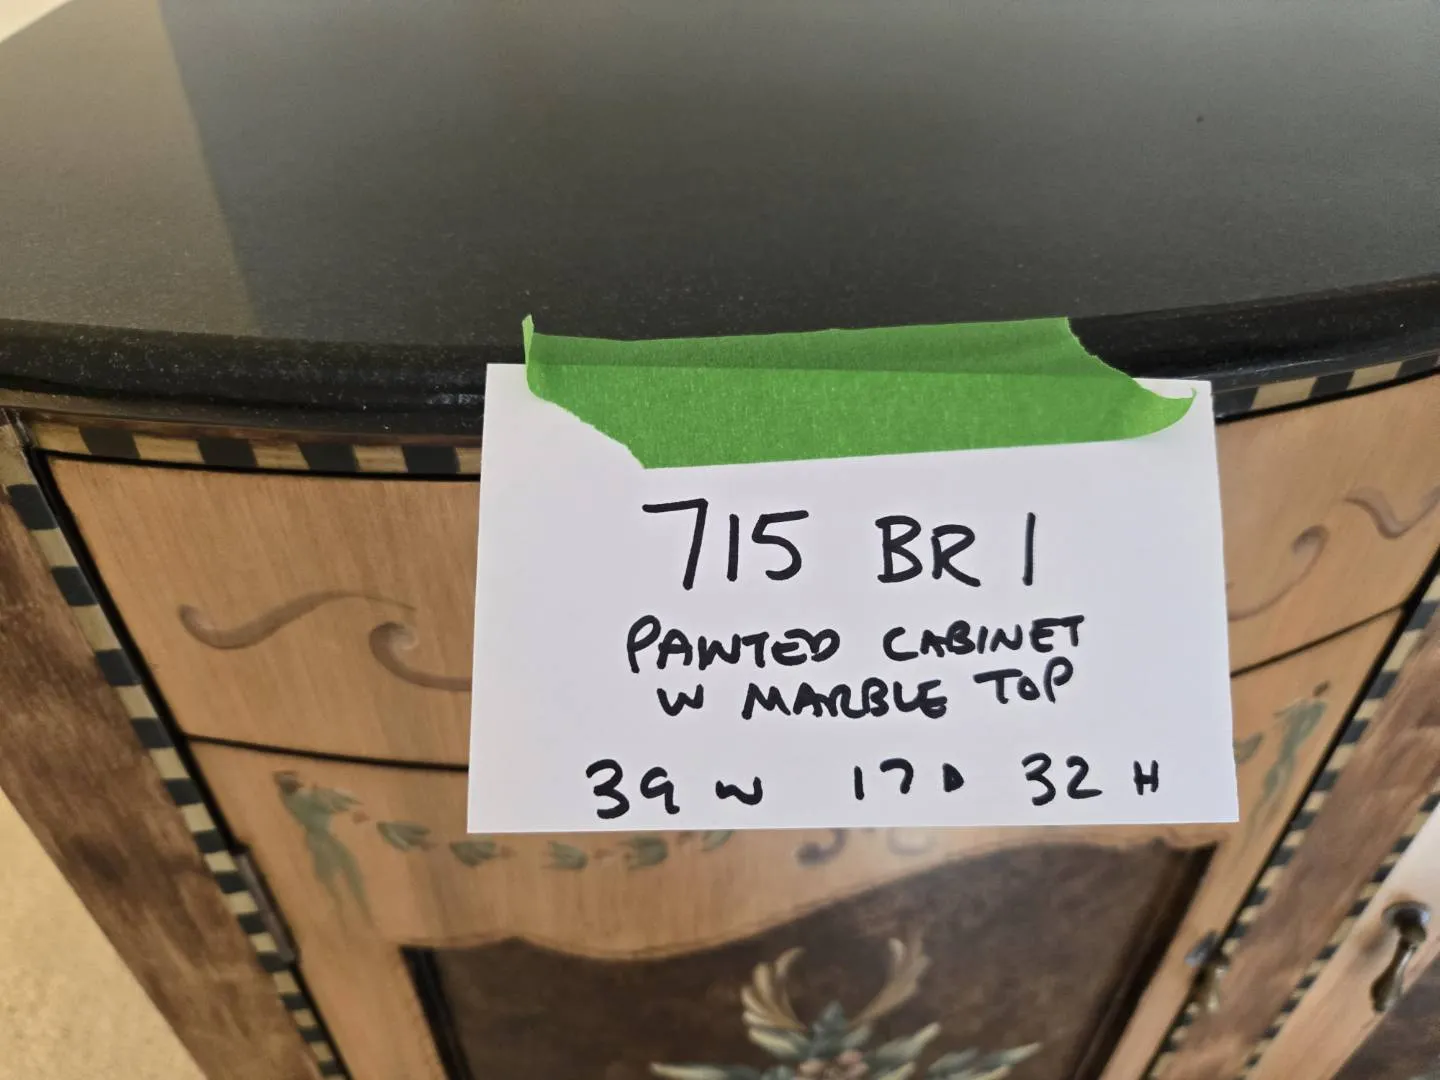 715 BR 1
PAINTED CABINET
W MARBLE TOP
39 W 17 D 32 H